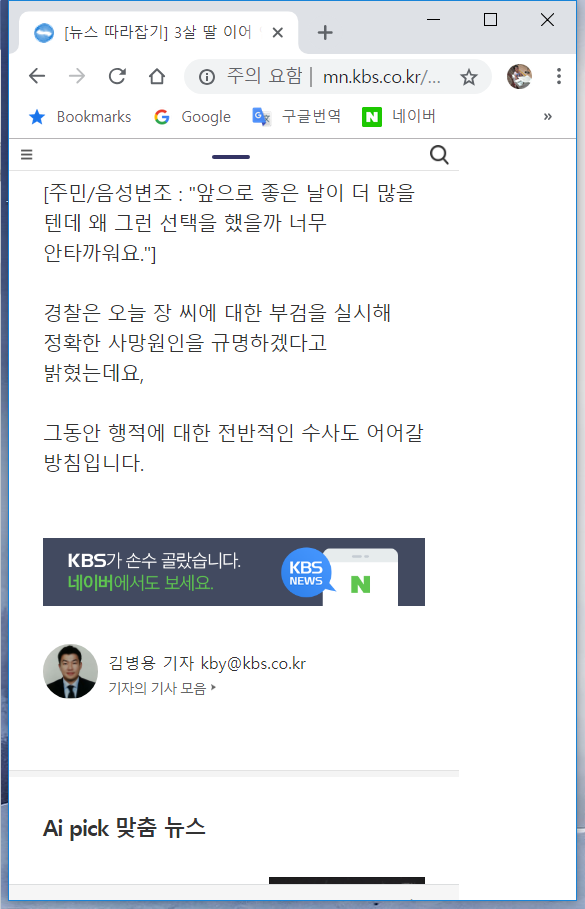 [뉴스 따라잡기] 3살 딸 이어
주의 요함 | mn.kbs.co.kr/...
Bookmarks Google 구글번역 네이버 »
[주민/음성변조 : "앞으로 좋은 날이 더 많을
텐데 왜 그런 선택을 했을까 너무
안타까워요."]
경찰은 오늘 장 씨에 대한 부검을 실시해
정확한 사망원인을 규명하겠다고
밝혔는데요,
그동안 행적에 대한 전반적인 수사도 어어갈
방침입니다.
KBS가 손수 골랐습니다.
네이버에서도 보세요.
KBS
NEWS
N
김병용 기자 kby@kbs.co.kr
기자의 기사 모음
Ai pick 맞춤 뉴스